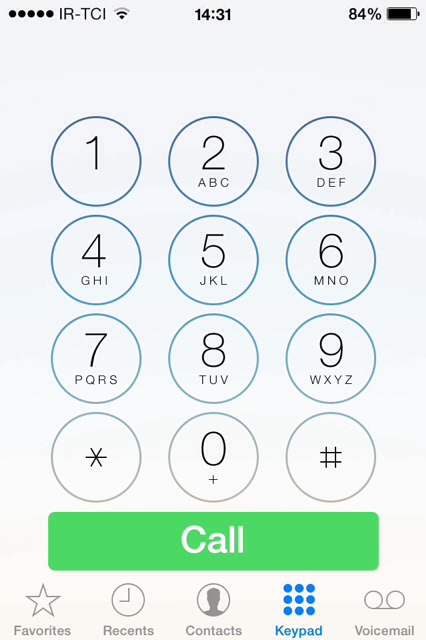 IR-TCI 14:31 84%
1 2 3
ABC DEF
4 5 6
GHI JKL MNO
7 8 9
PQRS TUV WXYZ
* 0 #
+
Call
Favorites Recents Contacts Keypad Voicemail